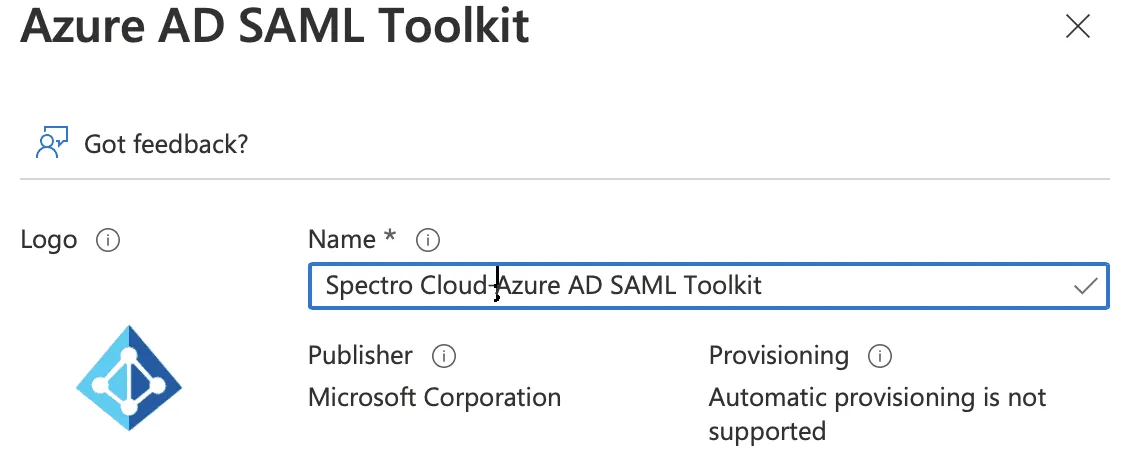 Azure AD SAML Toolkit
Got feedback?
Logo
Name *
Spectro Cloud-Azure AD SAML Toolkit
Publisher
Provisioning
Microsoft Corporation
Automatic provisioning is not
supported